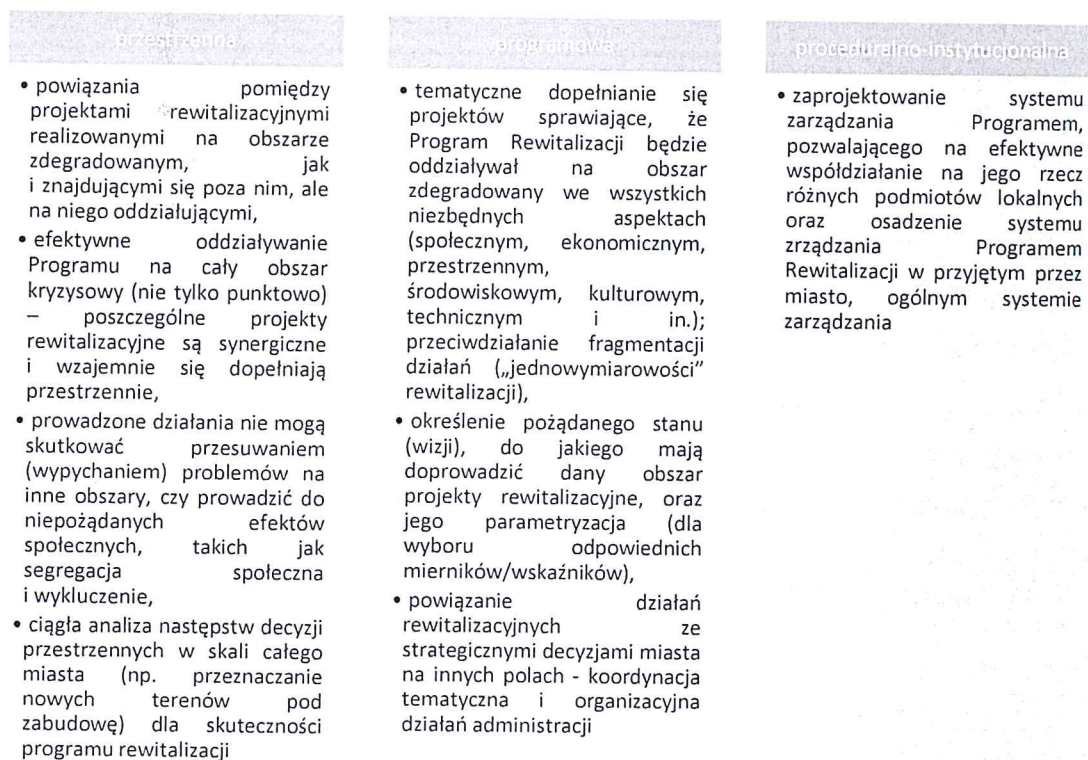 przestrzenna
• powiązania pomiędzy
projektami rewitalizacyjnymi
realizowanymi na obszarze
zdegradowanym, jak
i znajdującymi się poza nim, ale
na niego oddziałującymi,
• efektywne oddziaływanie
Programu na cały obszar
kryzysowy (nie tylko punktowo)
– poszczególne projekty
rewitalizacyjne są synergiczne
i wzajemnie się dopełniają
przestrzennie,
• prowadzone działania nie mogą
skutkować przesuwaniem
(wypychaniem) problemów na
inne obszary, czy prowadzić do
niepożądanych efektów
społecznych, takich jak
segregacja społeczna
i wykluczenie,
• ciągła analiza następstw decyzji
przestrzennych w skali całego
miasta (np. przeznaczanie
nowych terenów pod
zabudowę) dla skuteczności
programu rewitalizacji
programowa
• tematyczne dopełnianie się
projektów sprawiające, że
Program Rewitalizacji będzie
oddziaływał na obszar
zdegradowany we wszystkich
niezbędnych aspektach
(społecznym, ekonomicznym,
przestrzennym,
środowiskowym, kulturowym,
technicznym i in.);
przeciwdziałanie fragmentacji
działań („jednowymiarowości”
rewitalizacji),
• określenie pożądanego stanu
(wizji), do jakiego mają
doprowadzić dany obszar
projekty rewitalizacyjne, oraz
jego parametryzacja (dla
wyboru odpowiednich
mierników/wskaźników),
• powiązanie działań
rewitalizacyjnych ze
strategicznymi decyzjami miasta
na innych polach - koordynacja
tematyczna i organizacyjna
działań administracji
proceduralno-instytucjonalna
• zaprojektowanie systemu
zarządzania Programem,
pozwalającego na efektywne
współdziałanie na jego rzecz
różnych podmiotów lokalnych
oraz osadzenie systemu
zrządzania Programem
Rewitalizacji w przyjętym przez
miasto, ogólnym systemie
zarządzania